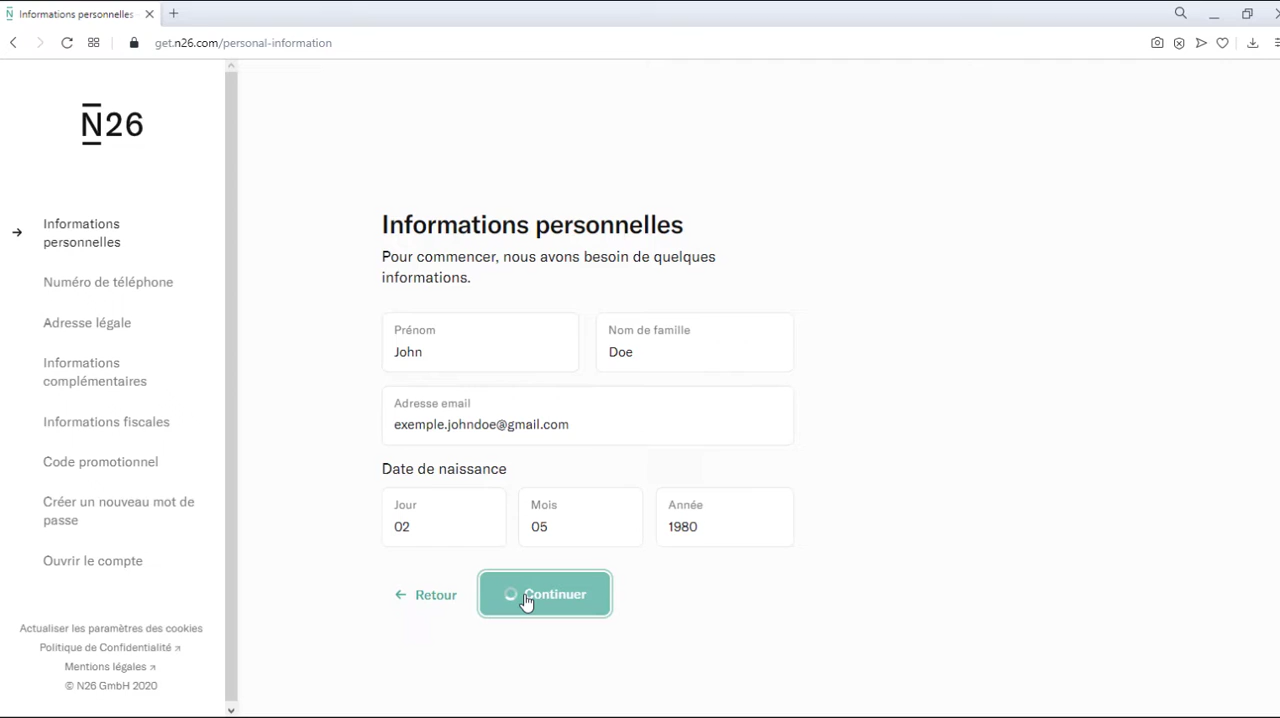 Informations personnelles
get.n26.com/personal-information
N26
Informations
personnelles
Numéro de téléphone
Adresse légale
Informations
complémentaires
Informations fiscales
Code promotionnel
Créer un nouveau mot de
passe
Ouvrir le compte
Actualiser les paramètres des cookies
Politique de Confidentialité ↗
Mentions légales ↗
© N26 GmbH 2020
Informations personnelles
Pour commencer, nous avons besoin de quelques
informations.
Prénom
John
Nom de famille
Doe
Adresse email
exemple.johndoe@gmail.com
Date de naissance
Jour
02
Mois
05
Année
1980
← Retour
Continuer